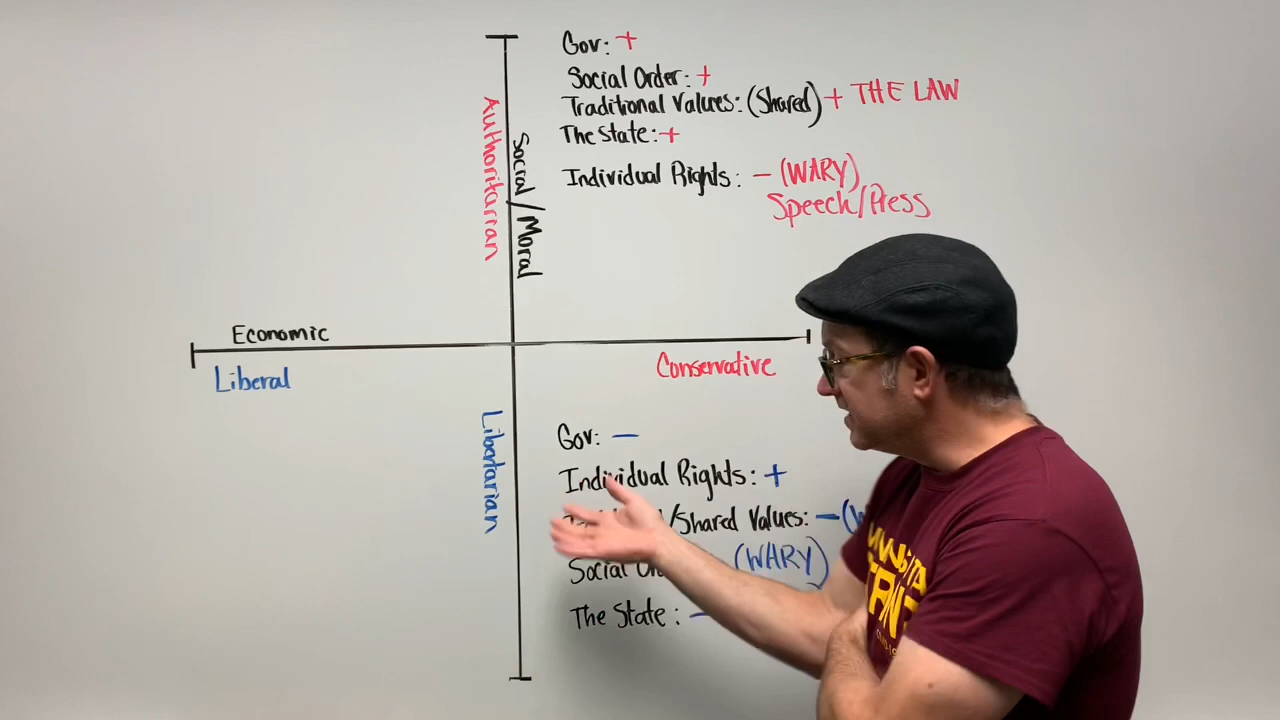 Gov: +
Social Order: +
Traditional Values: (Shared) + THE LAW
The State: +
Individual Rights: - (WARY)
Speech/Press
Authoritarian
Social/Moral
Economic
Liberal
Conservative
Libertarian
Gov: -
Individual Rights: +
/Shared Values: -
Social (WARY)
The State: -